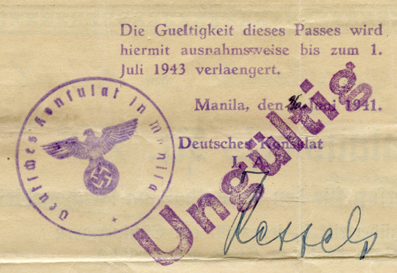 Die Gueltigkeit dieses Passes wird
hiermit ausnahmsweise bis zum 1.
Juli 1943 verlaengert.
Manila, den Juni 1941.
Deutsches Konsulat
Ungültig
Deutsches Konsulat in Manila